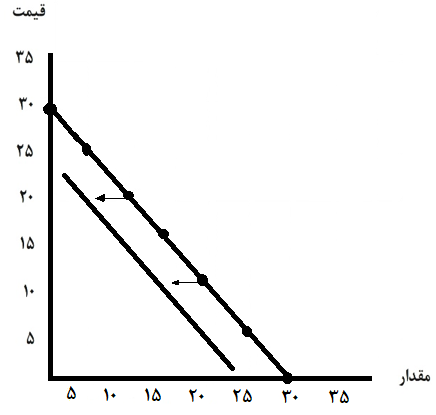 قیمت
۳۵
۳۰
۲۵
۲۰
۱۵
۱۰
۵
مقدار
۵ ۱۰ ۱۵ ۲۰ ۲۵ ۳۰ ۳۵